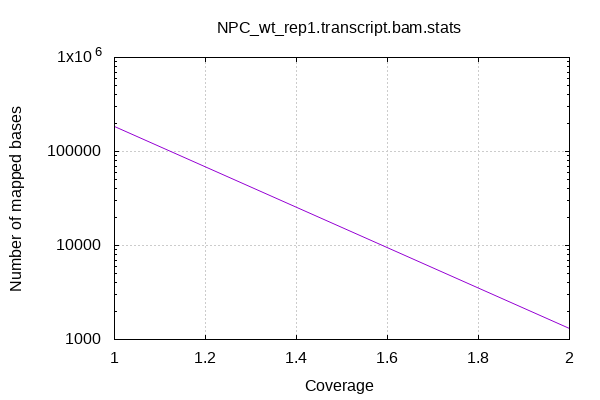 NPC_wt_rep1.transcript.bam.stats
1x10^6
100000
10000
1000
Number of mapped bases
1 1.2 1.4 1.6 1.8 2
Coverage